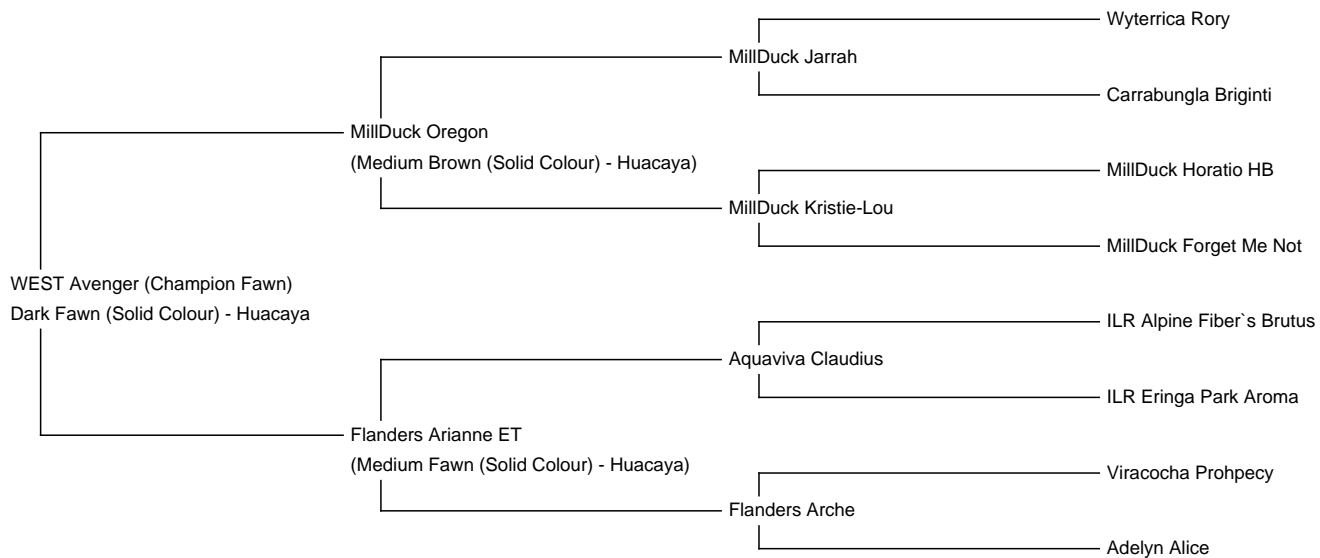 Wyterrica Rory
MillDuck Jarrah
Carrabungla Briginti
MillDuck Oregon
(Medium Brown (Solid Colour) - Huacaya)
MillDuck Horatio HB
MillDuck Kristie-Lou
MillDuck Forget Me Not
WEST Avenger (Champion Fawn)
Dark Fawn (Solid Colour) - Huacaya
ILR Alpine Fiber`s Brutus
Aquaviva Claudius
ILR Eringa Park Aroma
Flanders Arianne ET
(Medium Fawn (Solid Colour) - Huacaya)
Viracocha Prohpecy
Flanders Arche
Adelyn Alice